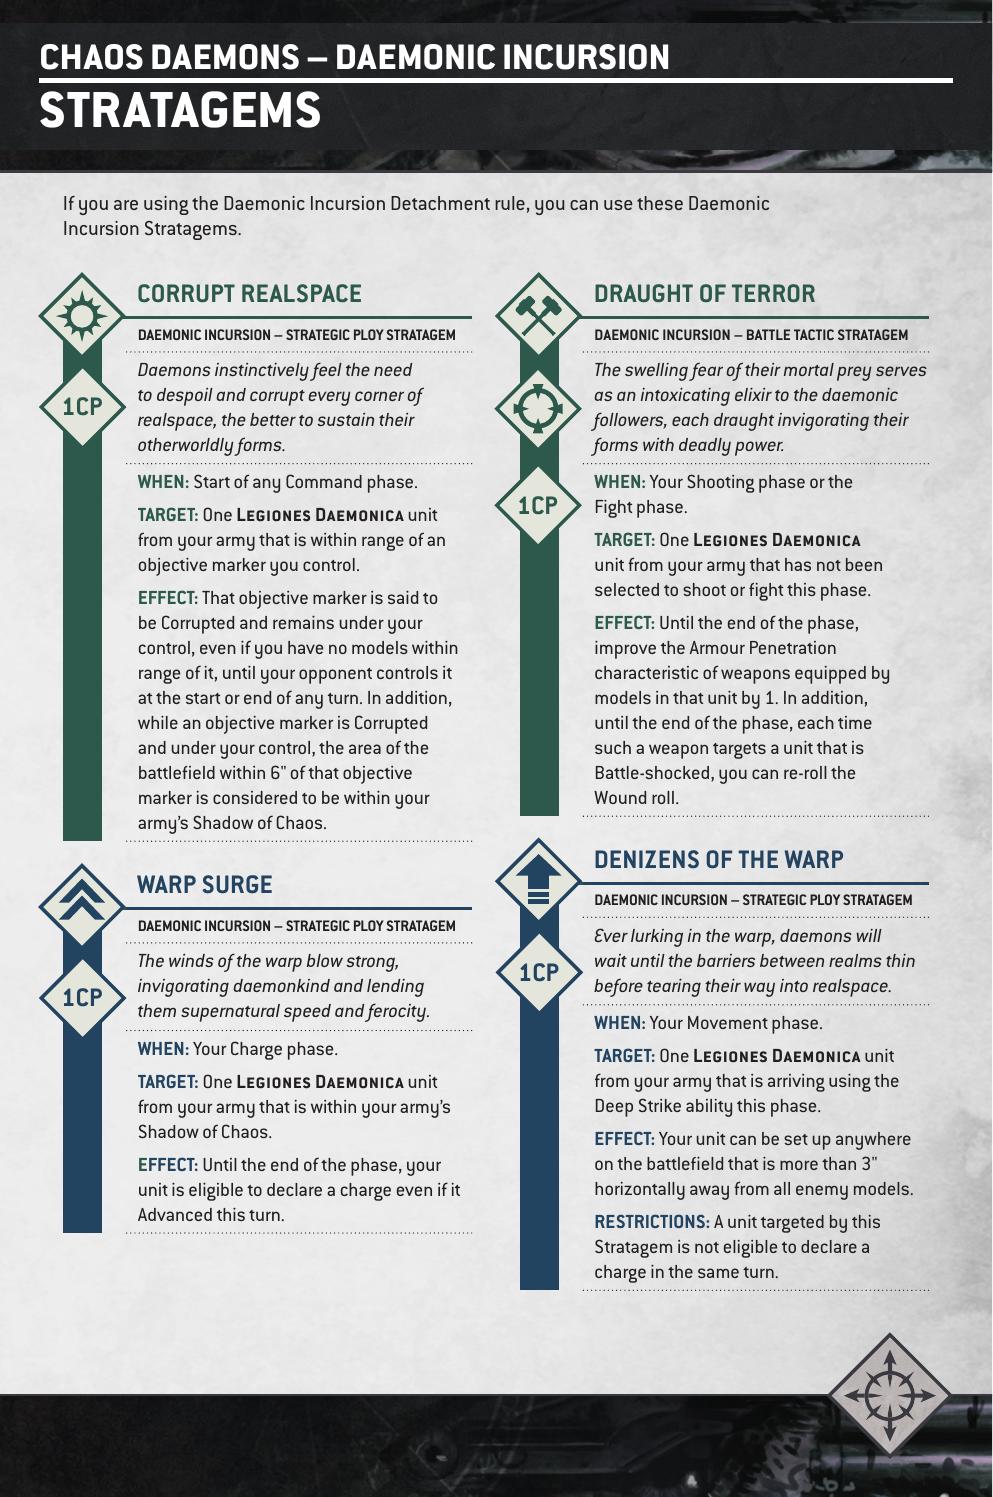 CHAOS DAEMONS – DAEMONIC INCURSION
STRATAGEMS
If you are using the Daemonic Incursion Detachment rule, you can use these Daemonic
Incursion Stratagems.
CORRUPT REALSPACE
DAEMONIC INCURSION – STRATEGIC PLOY STRATAGEM
1CP
Daemons instinctively feel the need
to despoil and corrupt every corner of
realspace, the better to sustain their
otherworldly forms.
WHEN: Start of any Command phase.
TARGET: One LEGIONES DAEMONICA unit
from your army that is within range of an
objective marker you control.
EFFECT: That objective marker is said to
be Corrupted and remains under your
control, even if you have no models within
range of it, until your opponent controls it
at the start or end of any turn. In addition,
while an objective marker is Corrupted
and under your control, the area of the
battlefield within 6" of that objective
marker is considered to be within your
army's Shadow of Chaos.
WARP SURGE
DAEMONIC INCURSION – STRATEGIC PLOY STRATAGEM
1CP
The winds of the warp blow strong,
invigorating daemonkind and lending
them supernatural speed and ferocity.
WHEN: Your Charge phase.
TARGET: One LEGIONES DAEMONICA unit
from your army that is within your army's
Shadow of Chaos.
EFFECT: Until the end of the phase, your
unit is eligible to declare a charge even if it
Advanced this turn.
DRAUGHT OF TERROR
DAEMONIC INCURSION – BATTLE TACTIC STRATAGEM
1CP
The swelling fear of their mortal prey serves
as an intoxicating elixir to the daemonic
followers, each draught invigorating their
forms with deadly power.
WHEN: Your Shooting phase or the
Fight phase.
TARGET: One LEGIONES DAEMONICA
unit from your army that has not been
selected to shoot or fight this phase.
EFFECT: Until the end of the phase,
improve the Armour Penetration
characteristic of weapons equipped by
models in that unit by 1. In addition,
until the end of the phase, each time
such a weapon targets a unit that is
Battle-shocked, you can re-roll the
Wound roll.
DENIZENS OF THE WARP
DAEMONIC INCURSION – STRATEGIC PLOY STRATAGEM
1CP
Ever lurking in the warp, daemons will
wait until the barriers between realms thin
before tearing their way into realspace.
WHEN: Your Movement phase.
TARGET: One LEGIONES DAEMONICA unit
from your army that is arriving using the
Deep Strike ability this phase.
EFFECT: Your unit can be set up anywhere
on the battlefield that is more than 3"
horizontally away from all enemy models.
RESTRICTIONS: A unit targeted by this
Stratagem is not eligible to declare a
charge in the same turn.